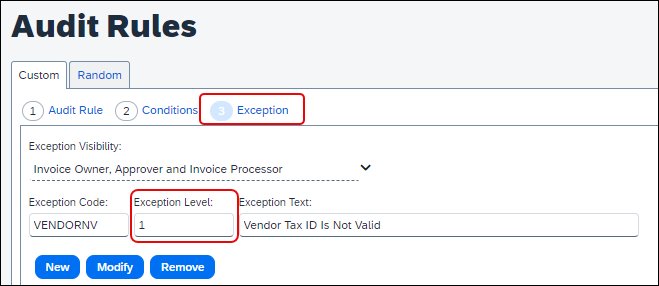 Audit Rules
Custom Random
1 Audit Rule 2 Conditions 3 Exception
Exception Visibility:
Invoice Owner, Approver and Invoice Processor
Exception Code: Exception Level: Exception Text:
VENDORNV 1 Vendor Tax ID Is Not Valid
New Modify Remove